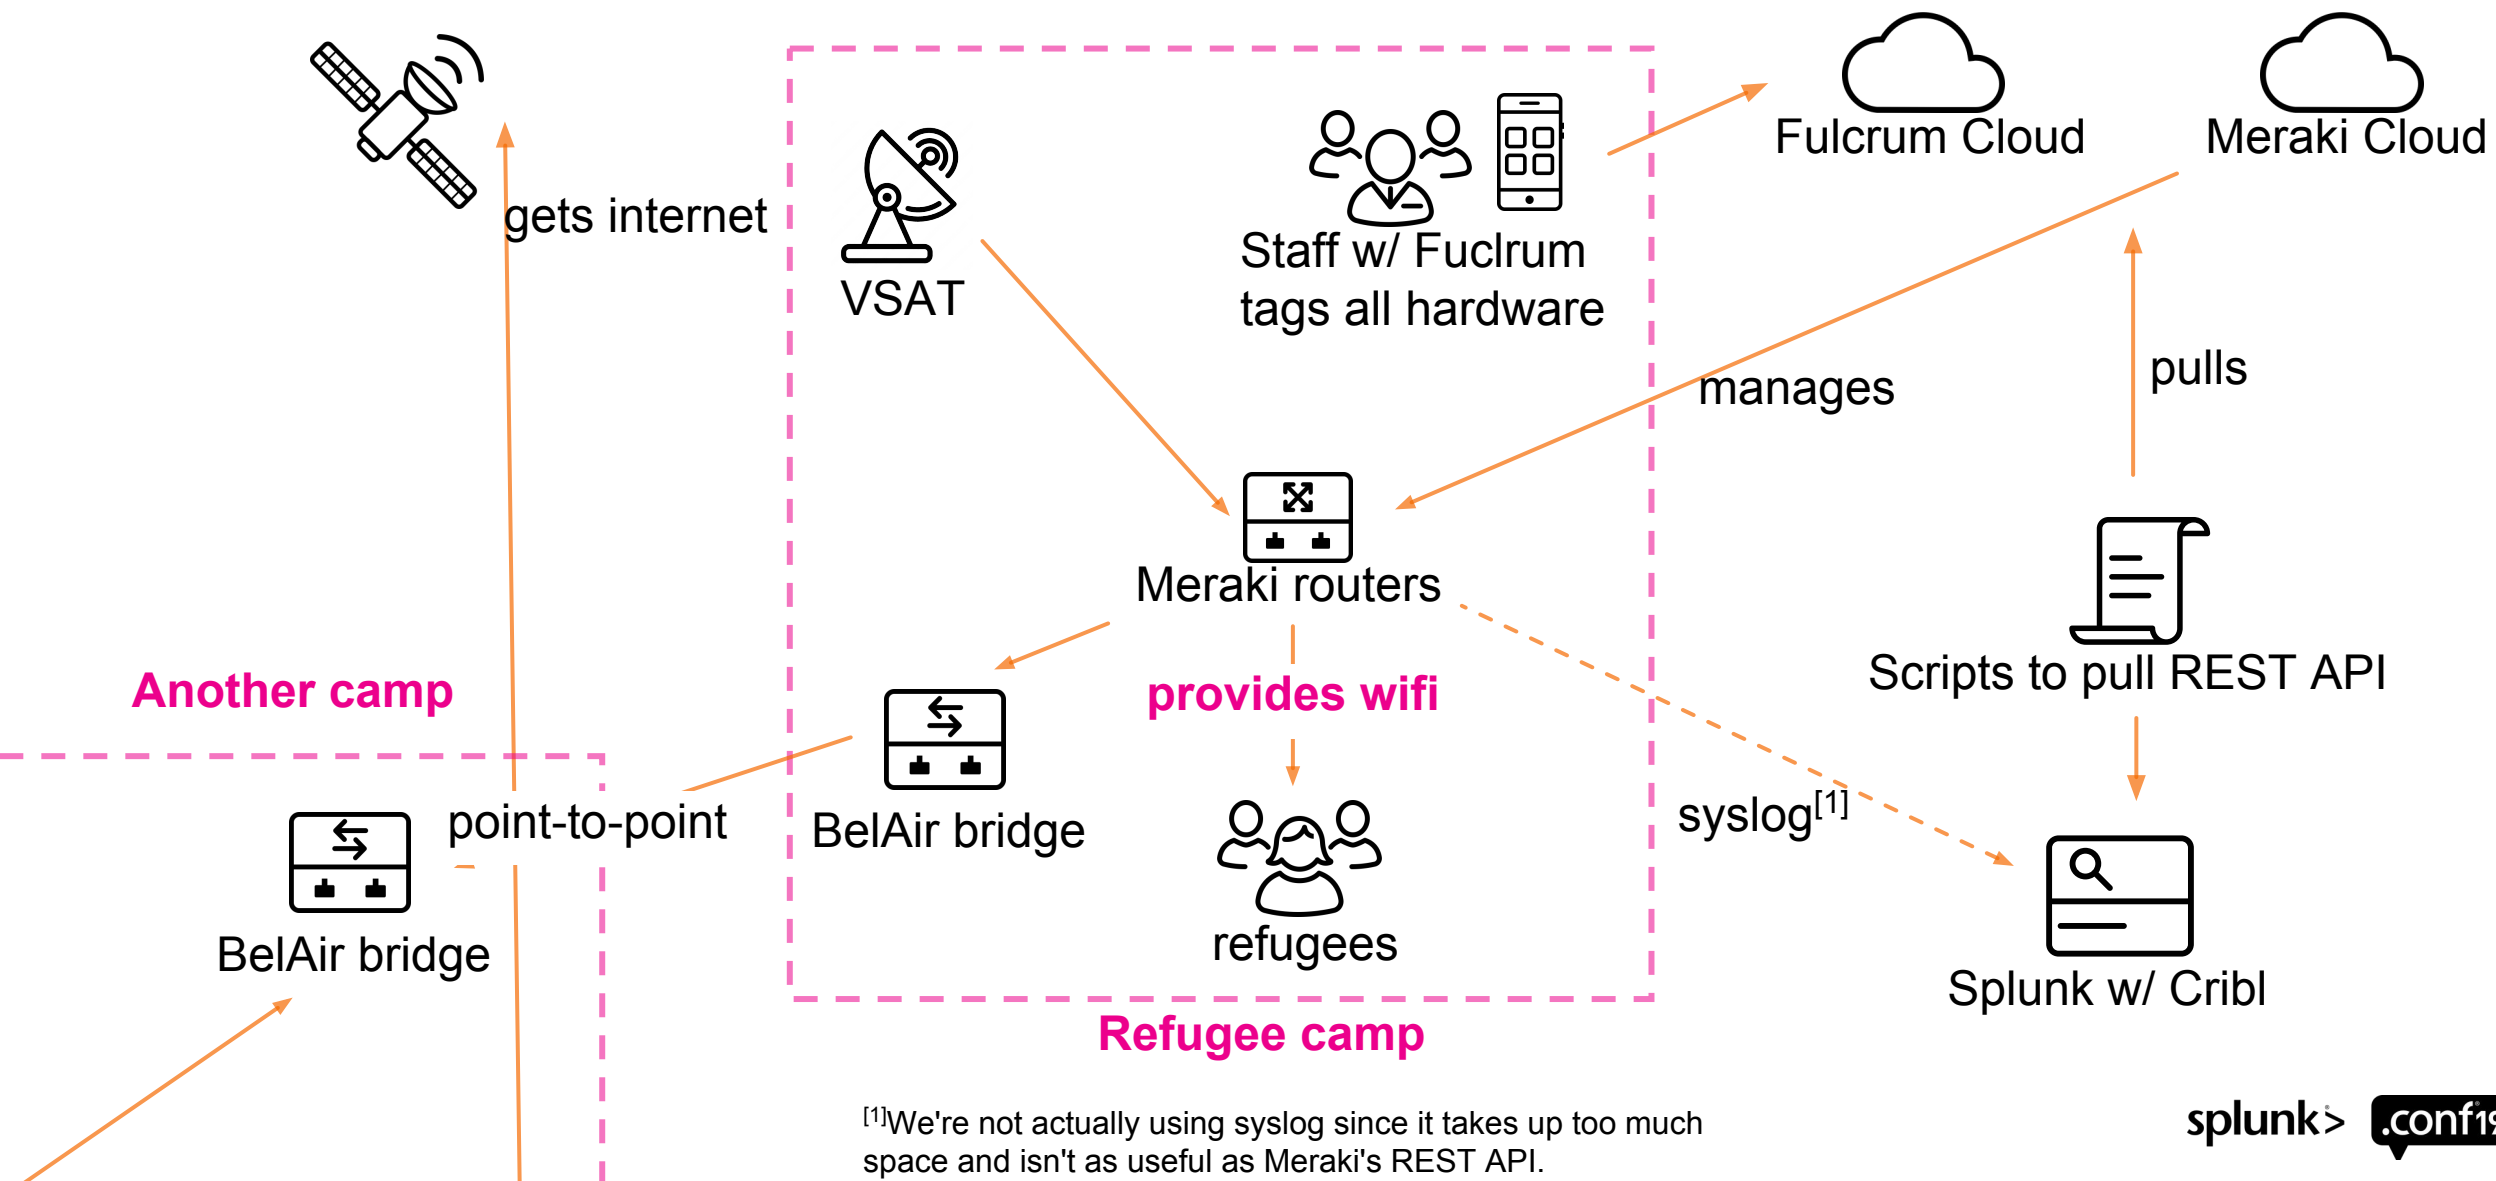 Fulcrum Cloud
Meraki Cloud
gets internet
VSAT
Staff w/ Fuclrum
tags all hardware
manages
pulls
Meraki routers
Another camp
provides wifi
Scripts to pull REST API
point-to-point
BelAir bridge
syslog[1]
BelAir bridge
refugees
Splunk w/ Cribl
Refugee camp
[1]We're not actually using syslog since it takes up too much
space and isn't as useful as Meraki's REST API.
splunk>
.conf19